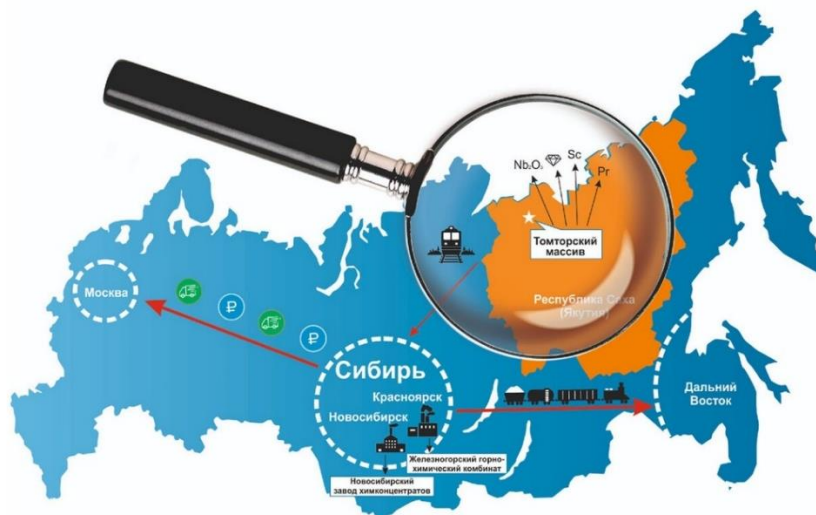 Nb₂O₅
Sc
Pr
Томторский
массив
Республика Саха
(Якутия)
Москва
₽
₽
Сибирь
Красноярск
Новосибирск
Железногорский горно-
химический комбинат
Новосибирский
завод химконцентратов
Дальний
Восток